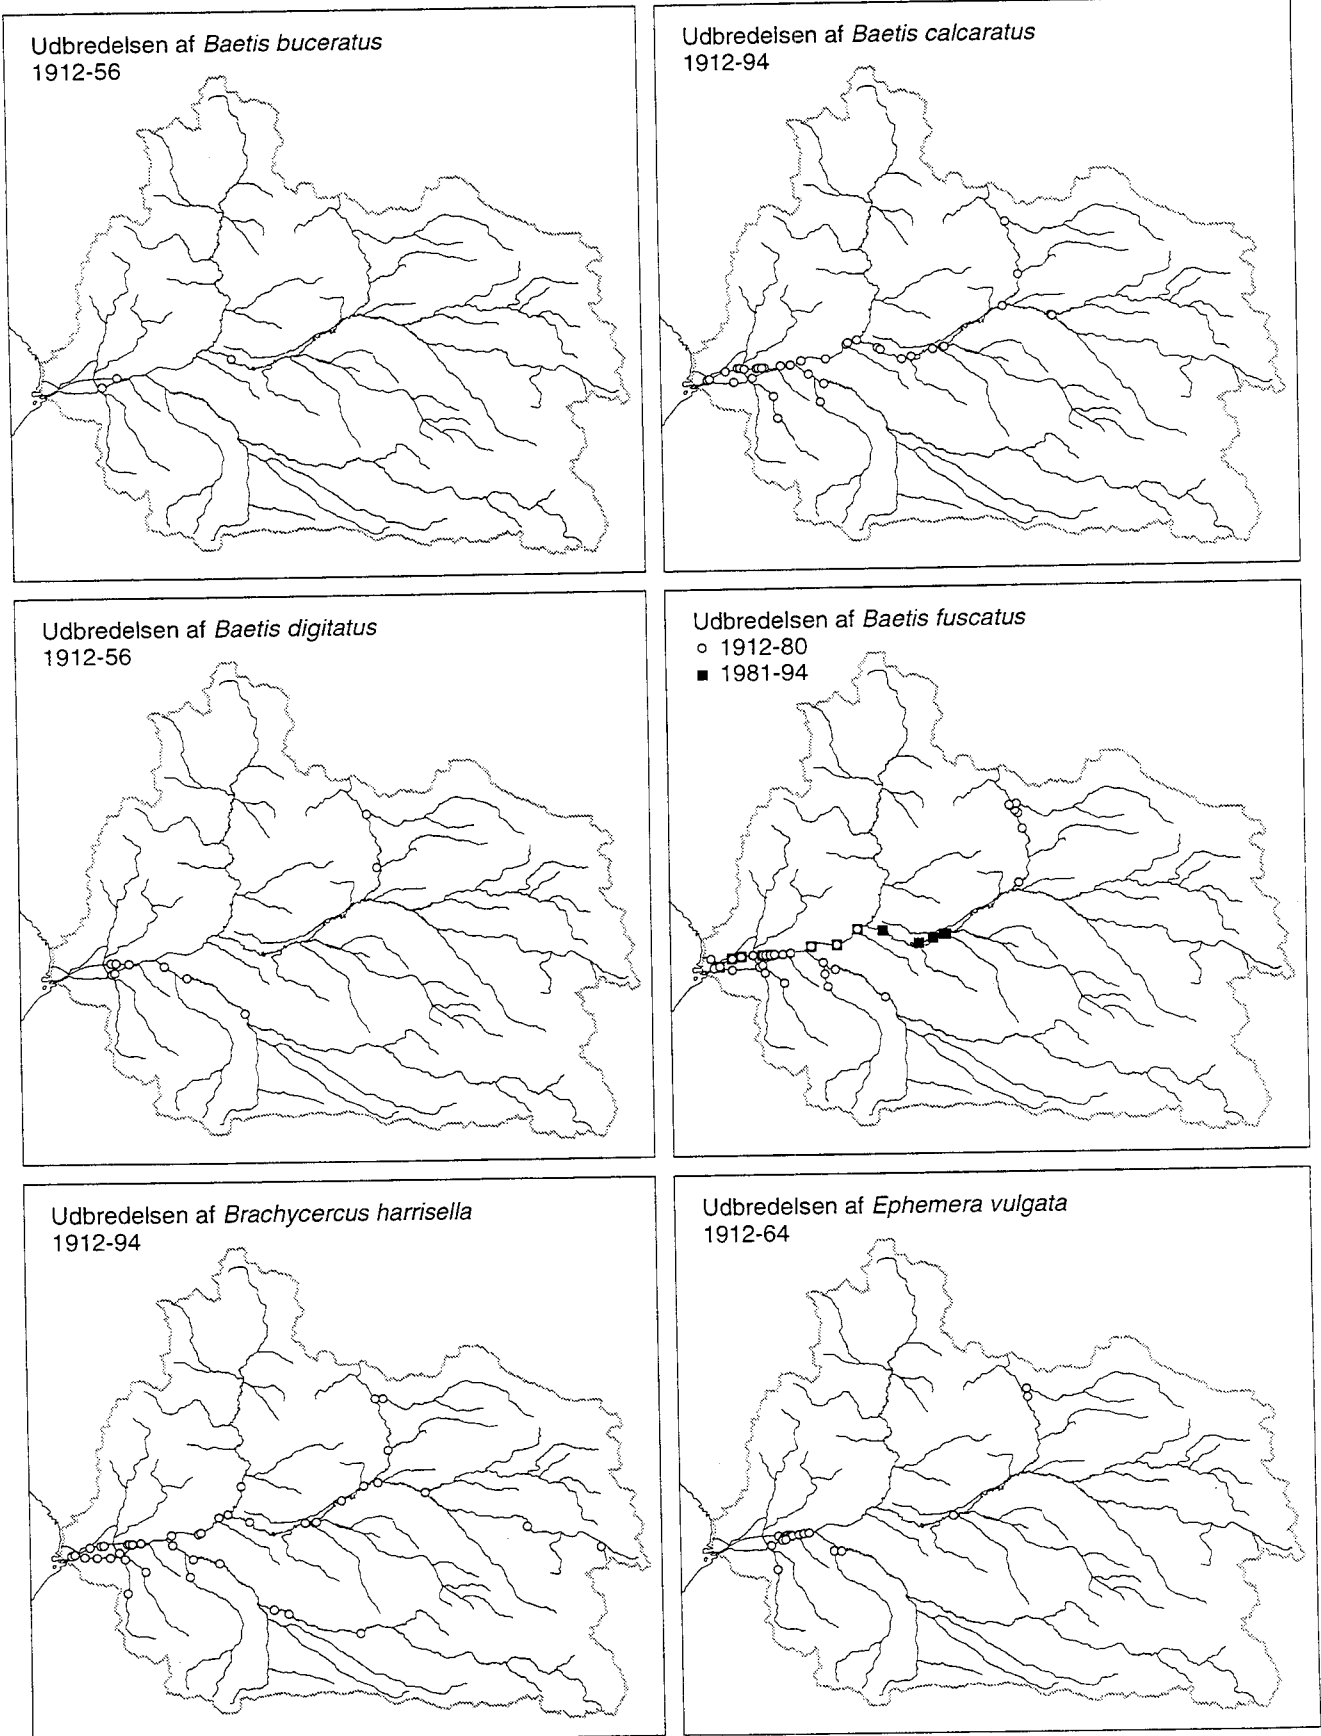 Udbredelsen af Baetis buceratus
1912-56
Udbredelsen af Baetis calcaratus
1912-94
Udbredelsen af Baetis digitatus
1912-56
Udbredelsen af Baetis fuscatus
1912-80
1981-94
Udbredelsen af Brachycercus harrisella
1912-94
Udbredelsen af Ephemera vulgata
1912-64